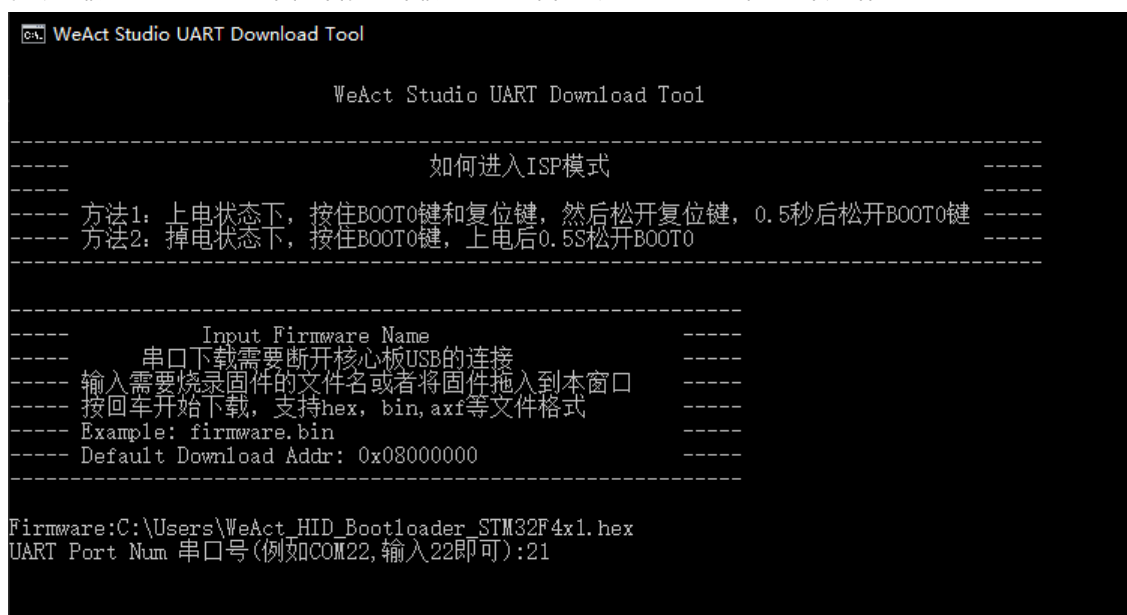 WeAct Studio UART Download Tool
WeAct Studio UART Download Tool
--------------------------------------------------------------------------------------------------------
----- 如何进入ISP模式 -----
----- -----
----- 方法1：上电状态下，按住BOOT0键和复位键，然后松开复位键，0.5秒后松开BOOT0键 -----
----- 方法2：掉电状态下，按住BOOT0键，上电后0.5S松开BOOT0 -----
--------------------------------------------------------------------------------------------------------
--------------------------------------------------------------------------
----- Input Firmware Name -----
----- 串口下载需要断开核心板USB的连接 -----
----- 输入需要烧录固件的文件名或者将固件拖入到本窗口 -----
----- 按回车开始下载，支持hex，bin,axf等文件格式 -----
----- Example: firmware.bin -----
----- Default Download Addr: 0x08000000 -----
--------------------------------------------------------------------------
Firmware:C:\Users\WeAct_HID_Bootloader_STM32F4x1.hex
UART Port Num 串口号(例如COM22,输入22即可):21